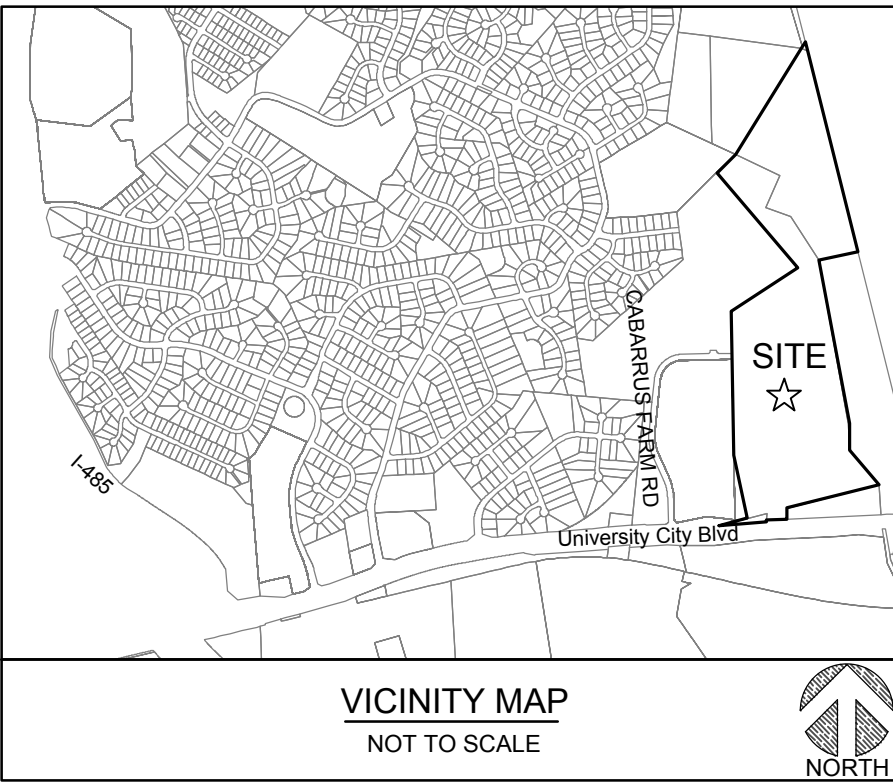 CABARRUS FARM RD
SITE
I-485
University City Blvd
VICINITY MAP
NOT TO SCALE
NORTH